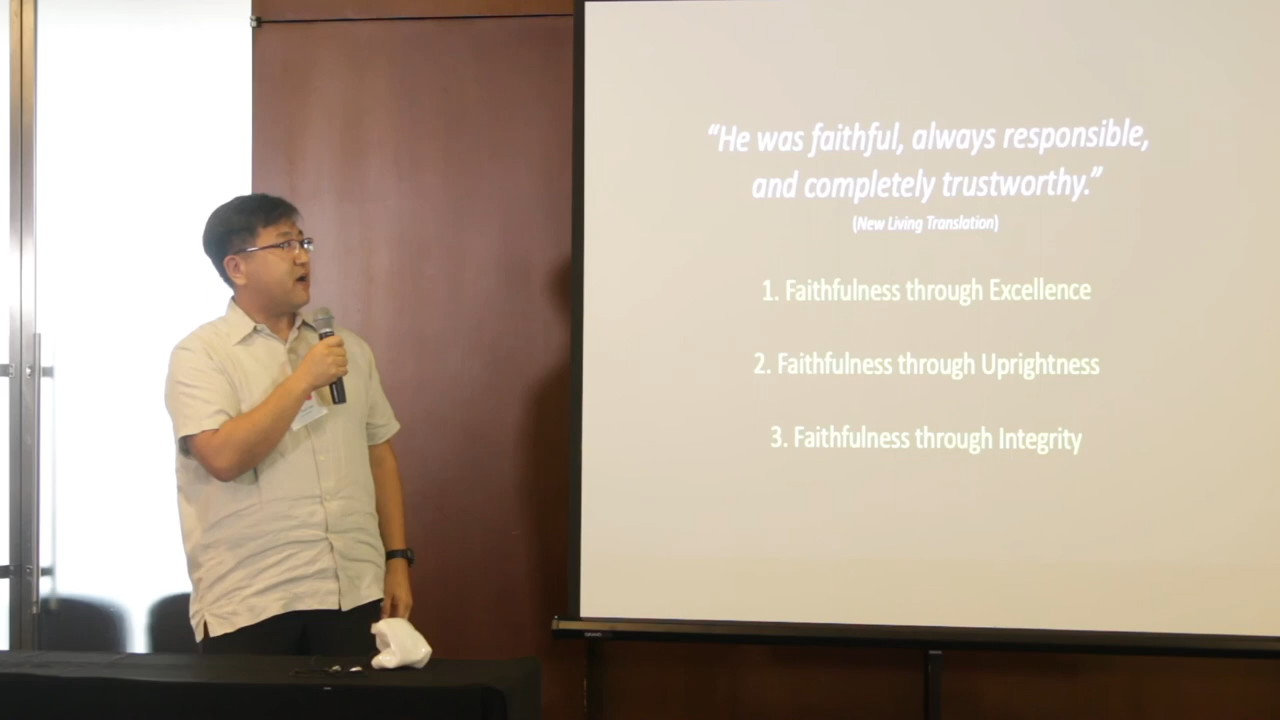 “He was faithful, always responsible,
and completely trustworthy.”
(New Living Translation)
1. Faithfulness through Excellence
2. Faithfulness through Uprightness
3. Faithfulness through Integrity